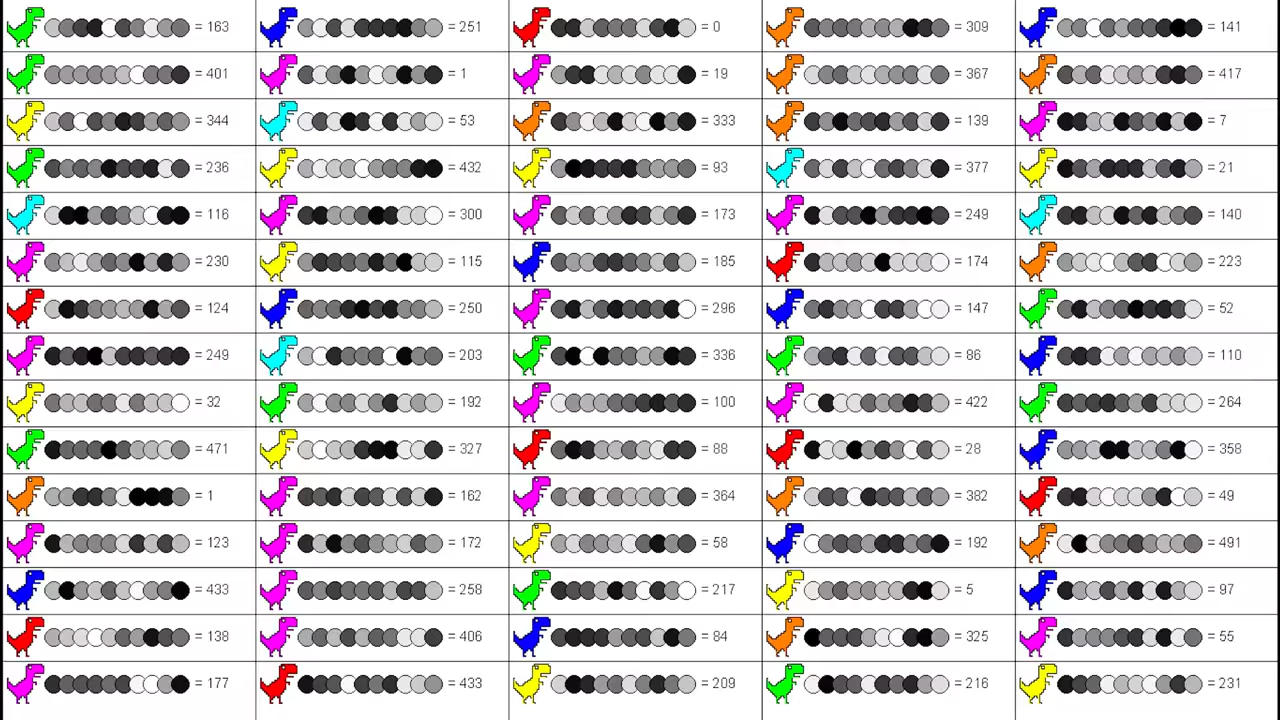 = 163 = 251 = 0 = 309 = 141
= 401 = 1 = 19 = 367 = 417
= 344 = 53 = 333 = 139 = 7
= 236 = 432 = 93 = 377 = 21
= 116 = 300 = 173 = 249 = 140
= 230 = 115 = 185 = 174 = 223
= 124 = 250 = 296 = 147 = 52
= 249 = 203 = 336 = 86 = 110
= 32 = 192 = 100 = 422 = 264
= 471 = 327 = 88 = 28 = 358
= 1 = 162 = 364 = 382 = 49
= 123 = 172 = 58 = 192 = 491
= 433 = 258 = 217 = 5 = 97
= 138 = 406 = 84 = 325 = 55
= 177 = 433 = 209 = 216 = 231